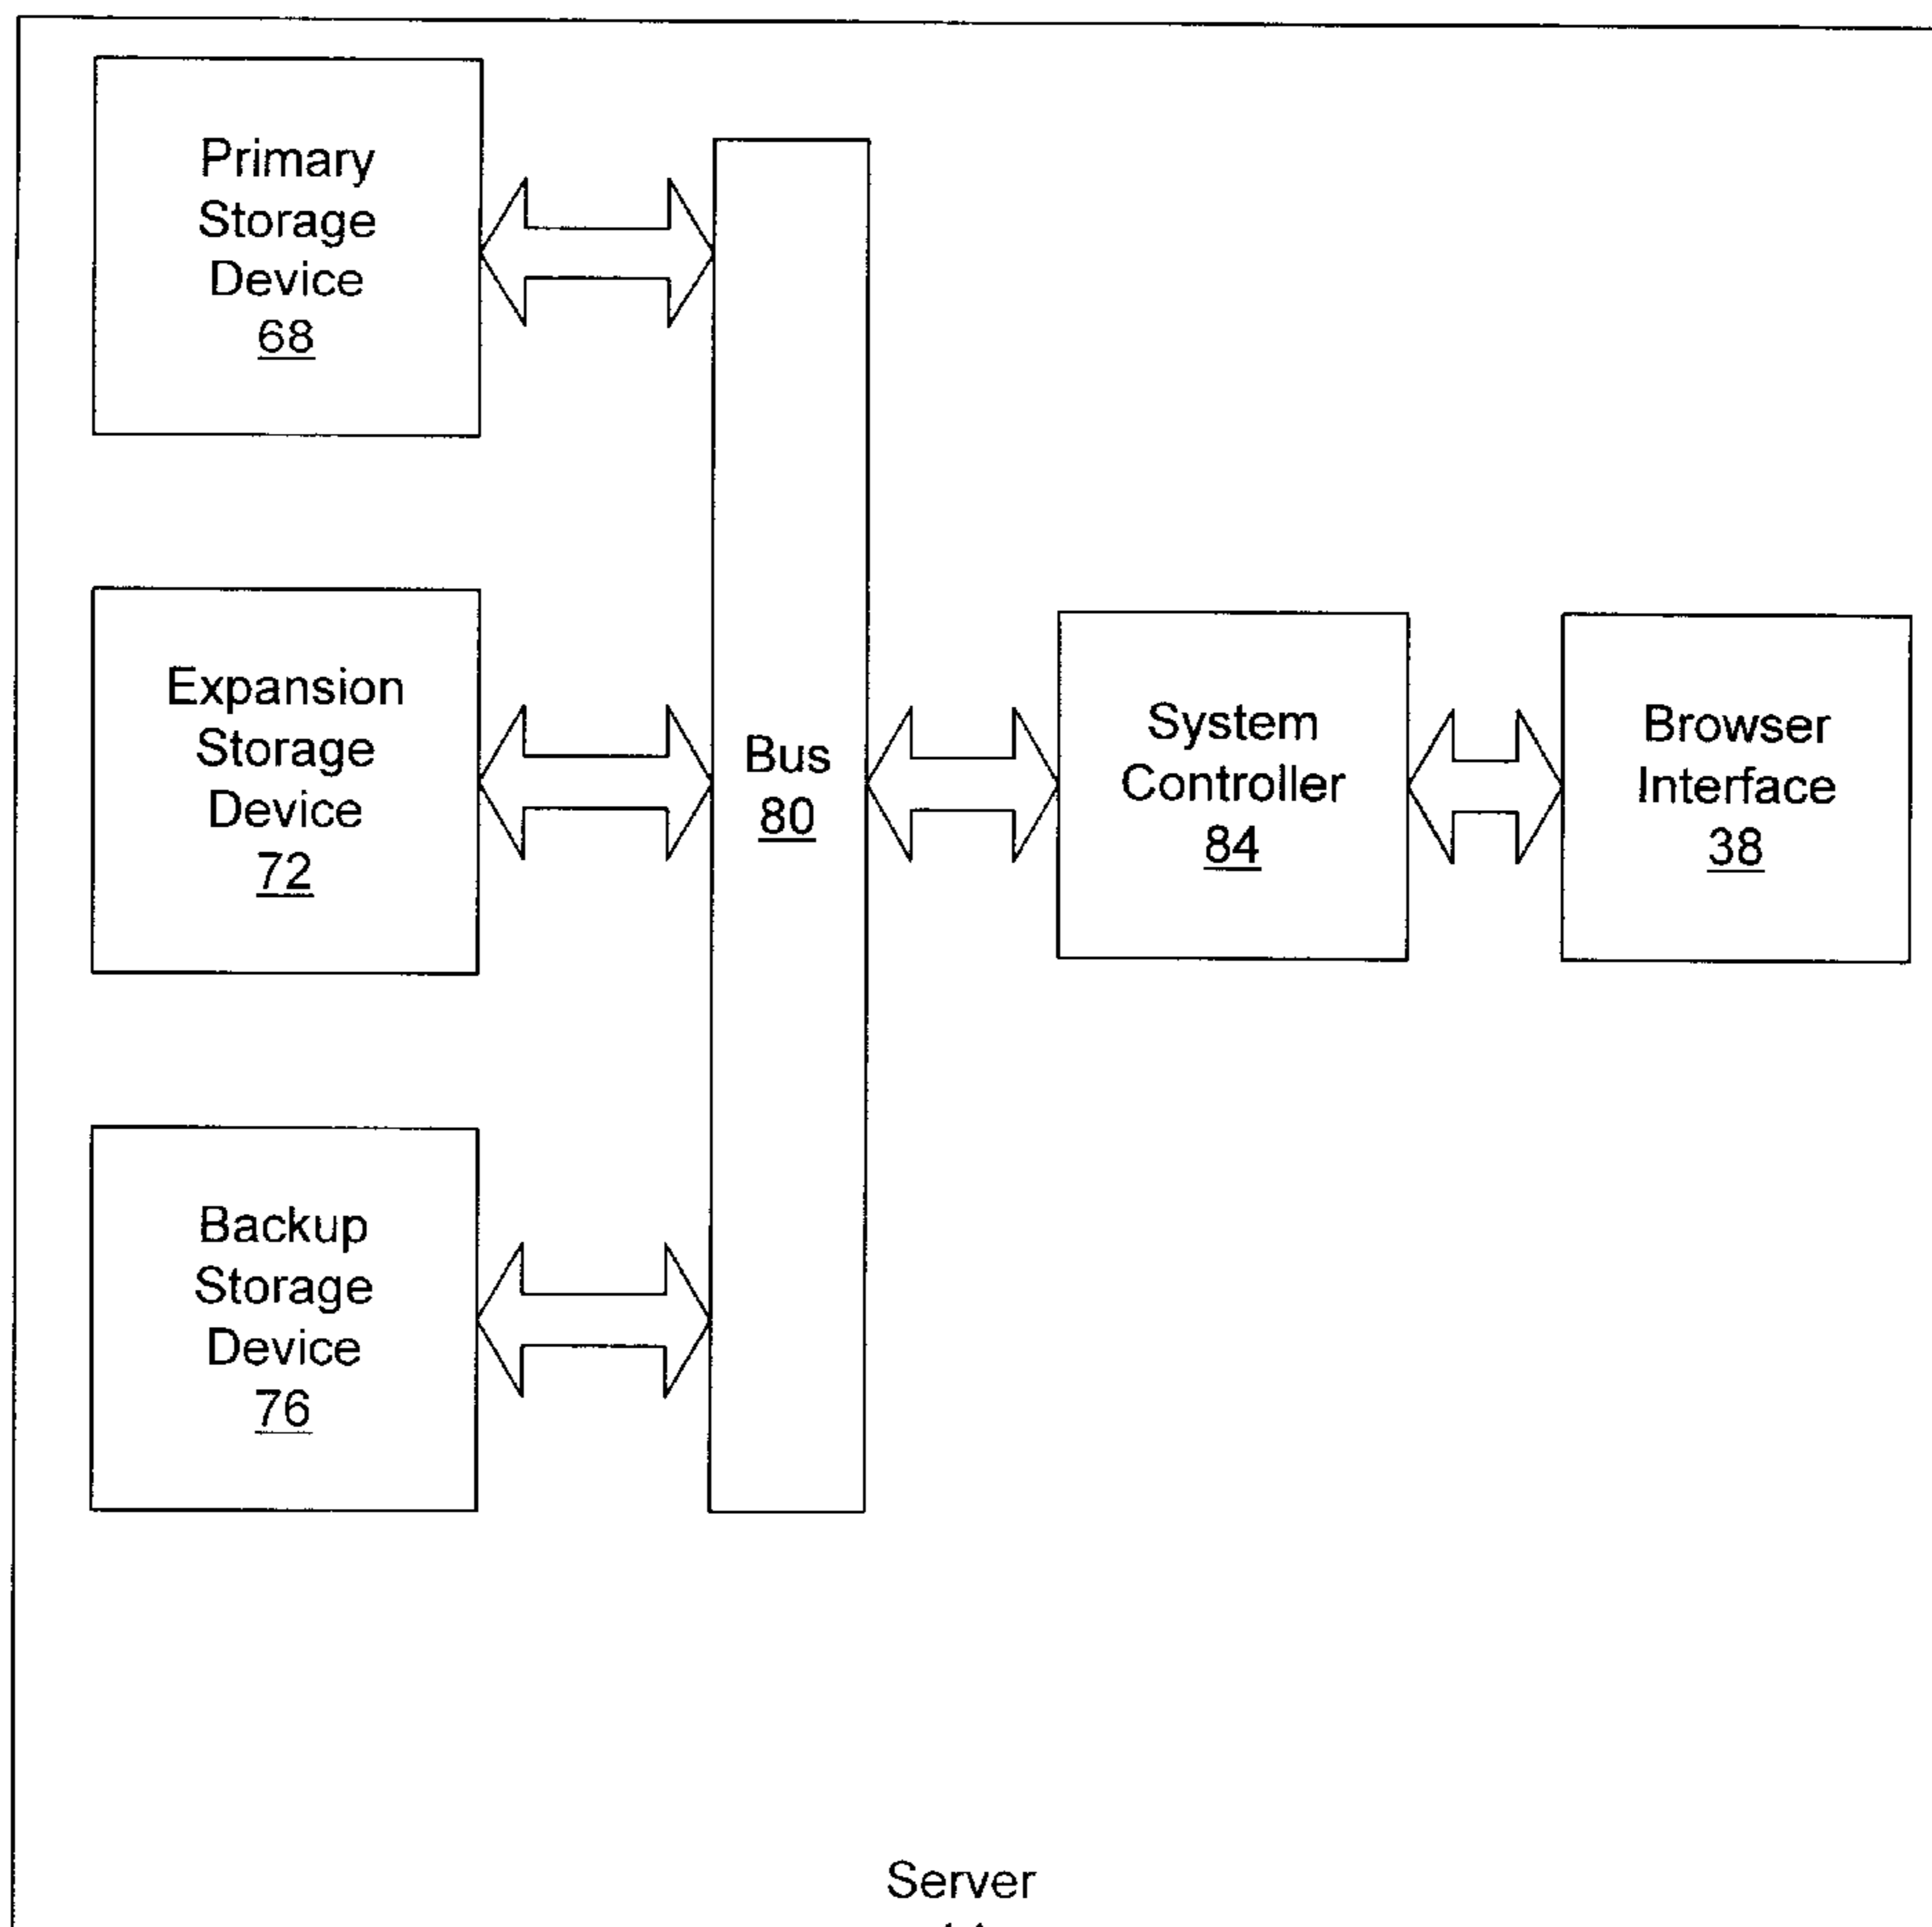 Primary
Storage
Device
68
Expansion
Storage
Device
72
Backup
Storage
Device
76
Bus
80
System
Controller
84
Browser
Interface
38
Server